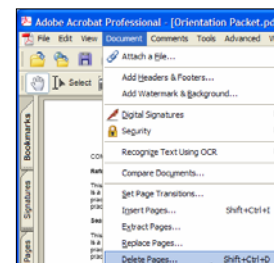 Adobe Acrobat Professional - [Orientation Packet.pd
File Edit View Document Comments Tools Advanced
Attach a File...
Select
Add Headers & Footers...
Add Watermark & Background...
Digital Signatures
Security
Recognize Text Using OCR
Compare Documents...
Set Page Transitions...
Insert Pages... Shift+Ctrl+I
Extract Pages...
Replace Pages...
Delete Pages... Shift+Ctrl+D
Bookmarks
Signatures
Pages